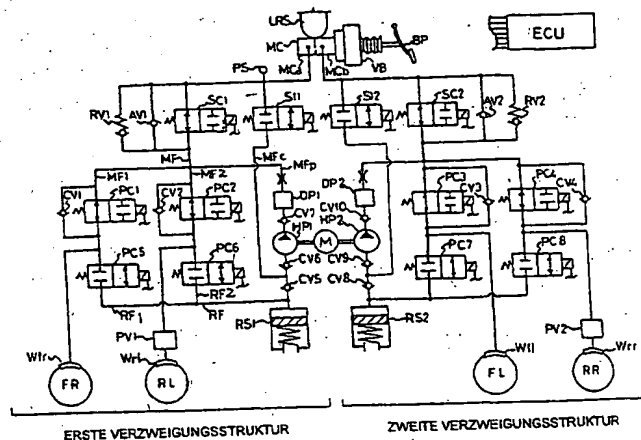 LRS
MC
BP
ECU
MCa
MCb
VB
PS
SC1
SI1
SI2
SC2
RV1
AV1
AV2
RV2
MF
MFc
MFp
MF1
MF2
DP1
DP2
CV1
PC1
CV2
PC2
CV7
CV10
PC3
CV3
PC4
CV4
HP1
M
HP2
PC5
PC6
CV6
CV9
PC7
PC8
CV5
CV8
RF1
RF2
RF
RS1
RS2
PV1
PV2
Wfr
FR
Wrl
RL
Wfl
FL
Wrr
RR
ERSTE VERZWEIGUNGSSTRUKTUR
ZWEITE VERZWEIGUNGSSTRUKTUR